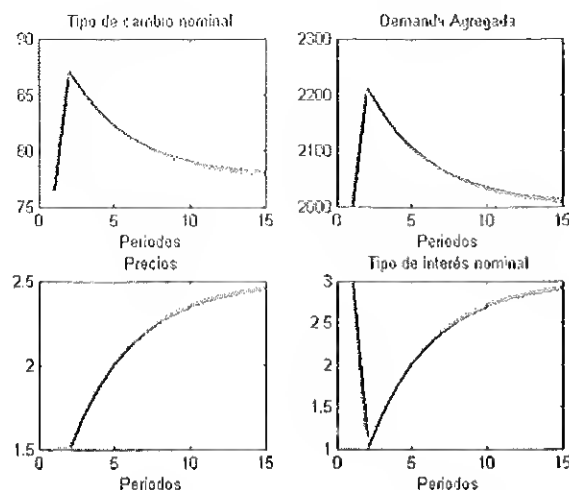 Tipo de cambio nominal
90
85
80
75
0 5 10 15
Periodos
Demanda Agregada
2300
2200
2100
2000
0 5 10 15
Periodos
Precios
2.5
2
1.5
0 5 10 15
Periodos
Tipo de interés nominal
3
2.5
2
1.5
1
0 5 10 15
Periodos